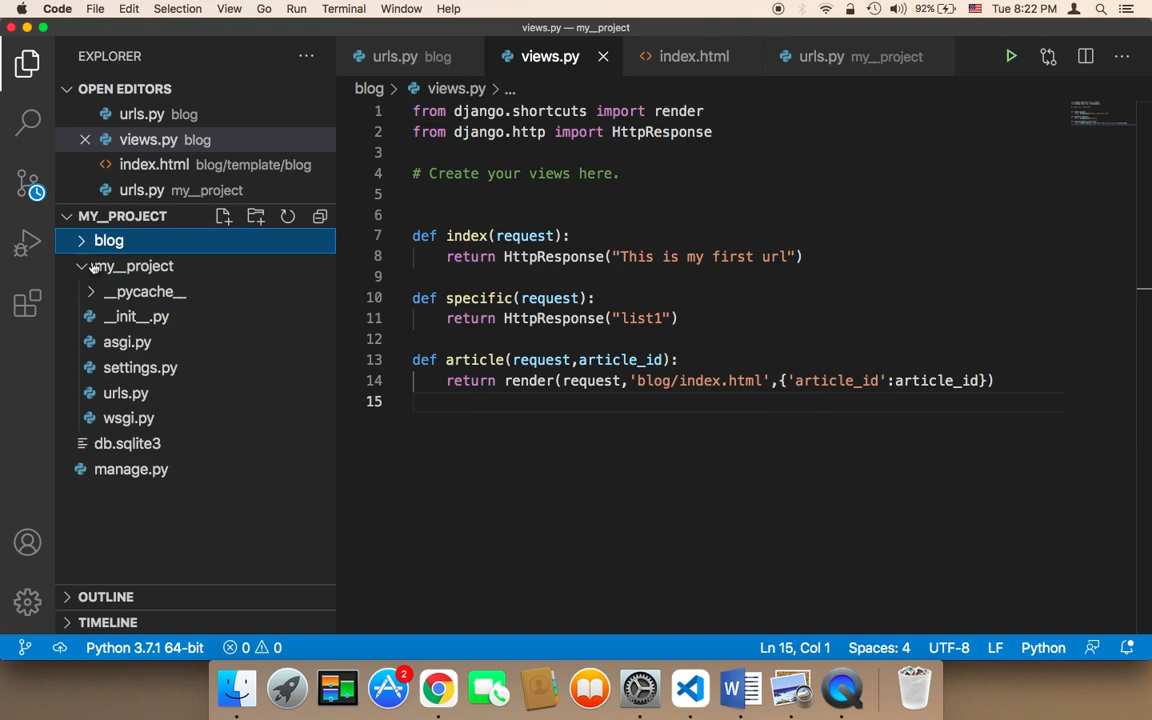 Code File Edit Selection View Go Run Terminal Window Help 92% Tue 8:22 PM
views.py — my__project
EXPLORER
urls.py blog
views.py
index.html
urls.py my__project
OPEN EDITORS
urls.py blog
views.py blog
index.html blog/template/blog
urls.py my__project
MY__PROJECT
blog
my__project
__pycache__
__init__.py
asgi.py
settings.py
urls.py
wsgi.py
db.sqlite3
manage.py
OUTLINE
TIMELINE
blog > views.py > ...
1 from django.shortcuts import render
2 from django.http import HttpResponse
3
4 # Create your views here.
5
6
7 def index(request):
8 return HttpResponse("This is my first url")
9
10 def specific(request):
11 return HttpResponse("list1")
12
13 def article(request,article_id):
14 return render(request,'blog/index.html',{'article_id':article_id})
15
Python 3.7.1 64-bit 0 0 Ln 15, Col 1 Spaces: 4 UTF-8 LF Python
2
W